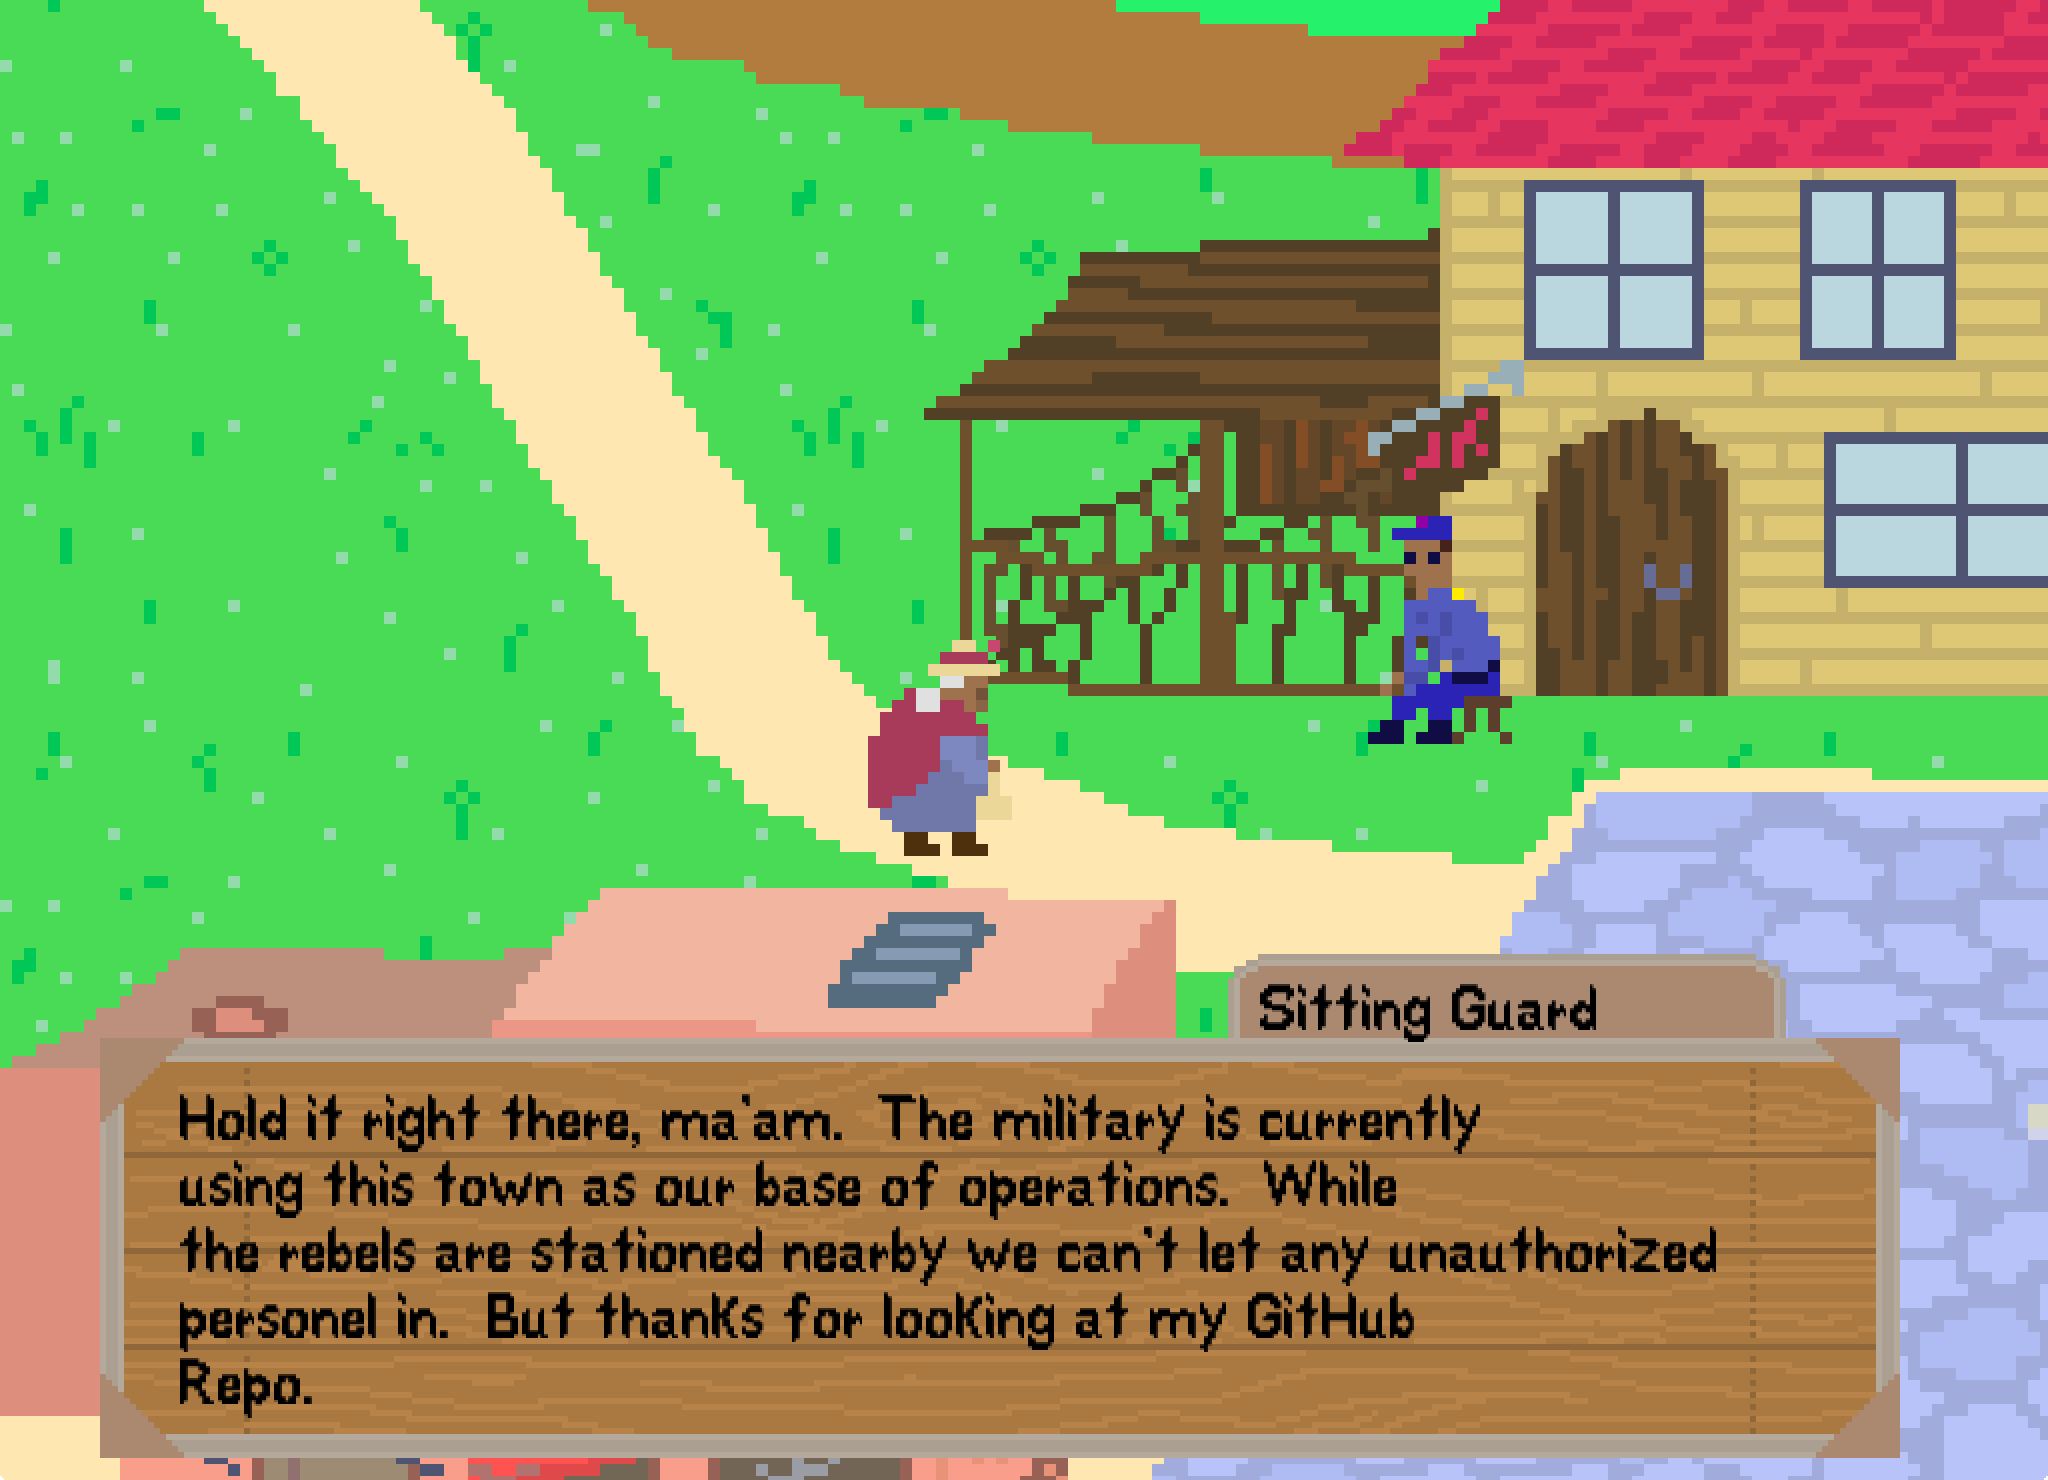 Sitting Guard
Hold it right there, ma'am.  The military is currently
using this town as our base of operations.  While
the rebels are stationed nearby we can't let any unauthorized
personel in.  But thanks for looking at my GitHub
Repo.